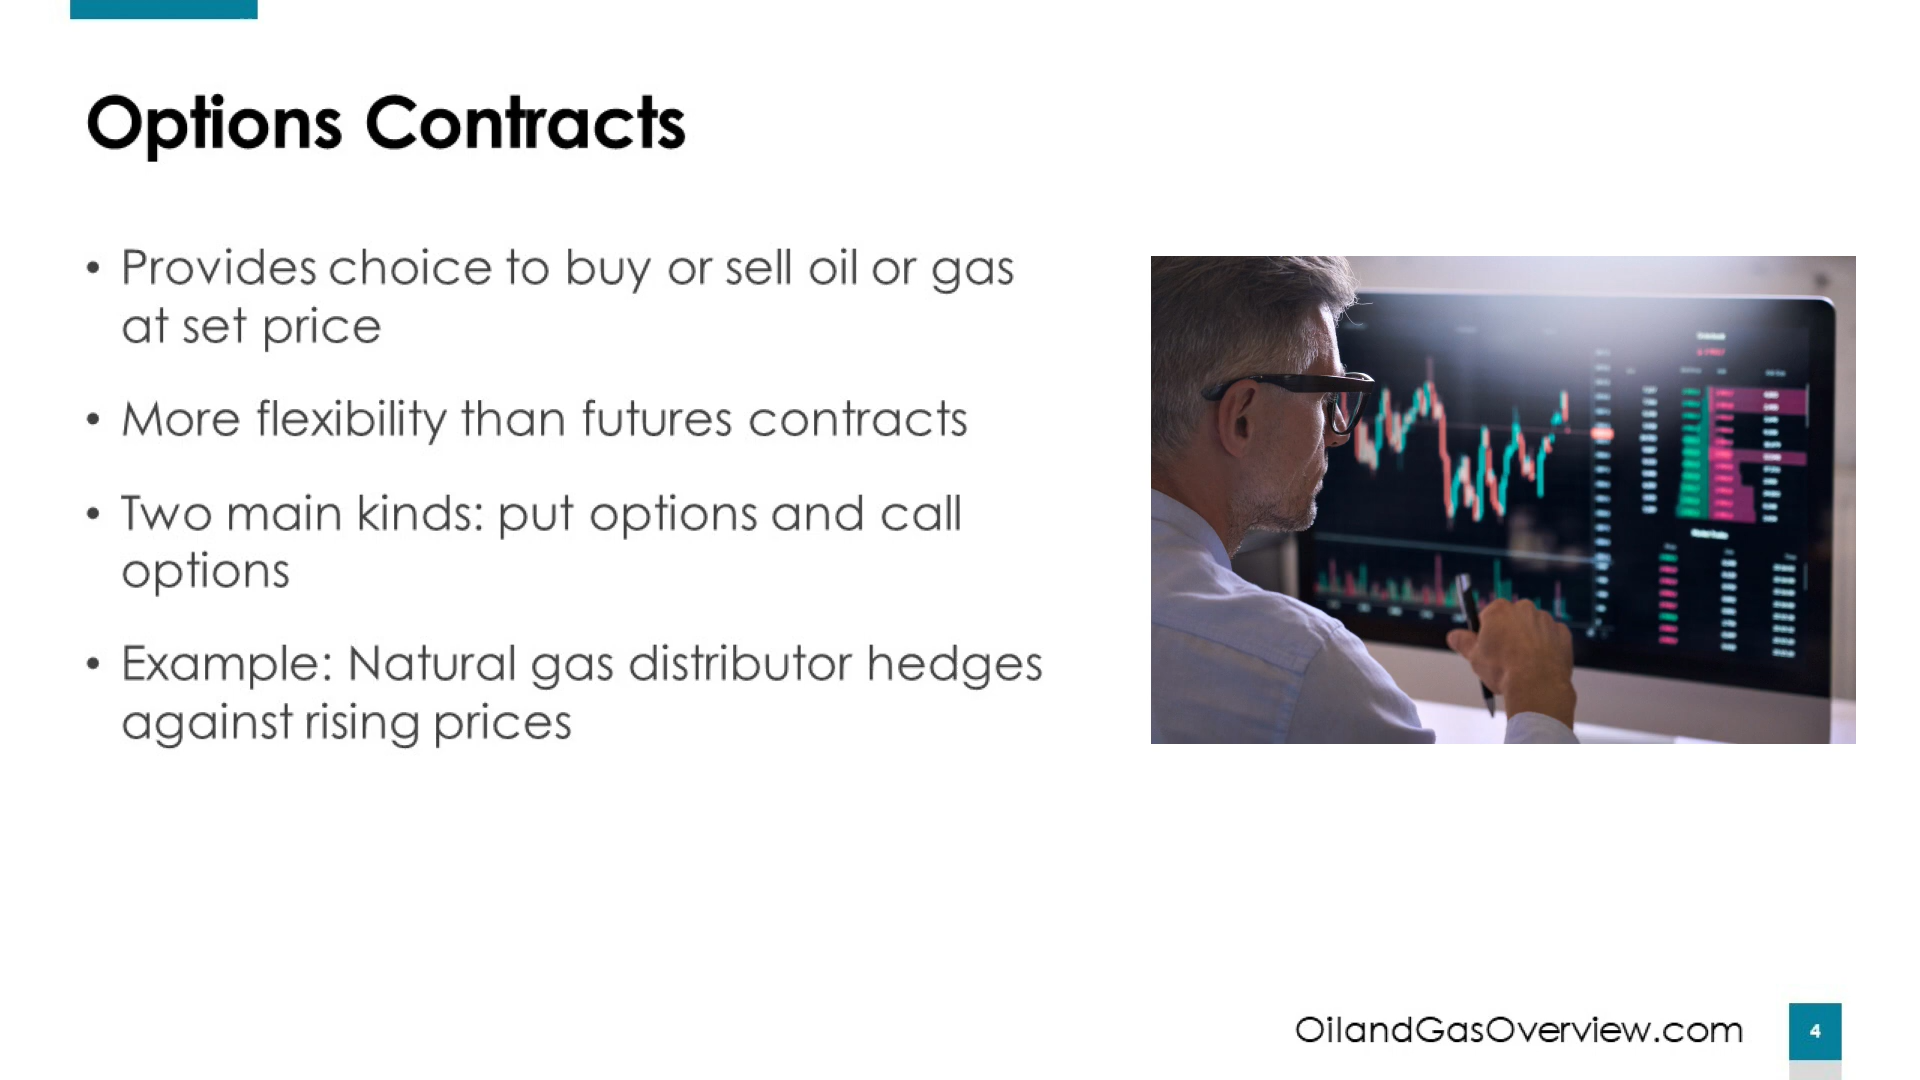 Options Contracts
• Provides choice to buy or sell oil or gas
at set price
• More flexibility than futures contracts
• Two main kinds: put options and call
options
• Example: Natural gas distributor hedges
against rising prices
OilandGasOverview.com
4